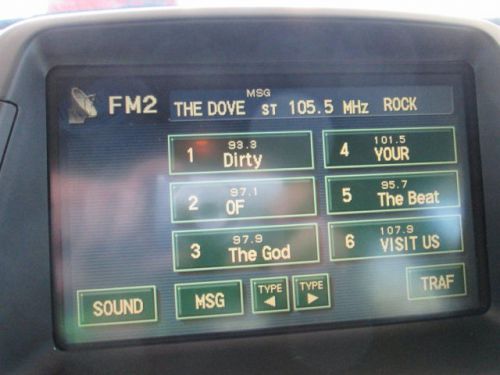 MSG
FM2 THE DOVE ST 105.5 MHz ROCK
1 93.3 Dirty
4 101.5 YOUR
2 97.1 OF
5 95.7 The Beat
3 97.9 The God
6 107.9 VISIT US
SOUND MSG TYPE ◄ TYPE ► TRAF